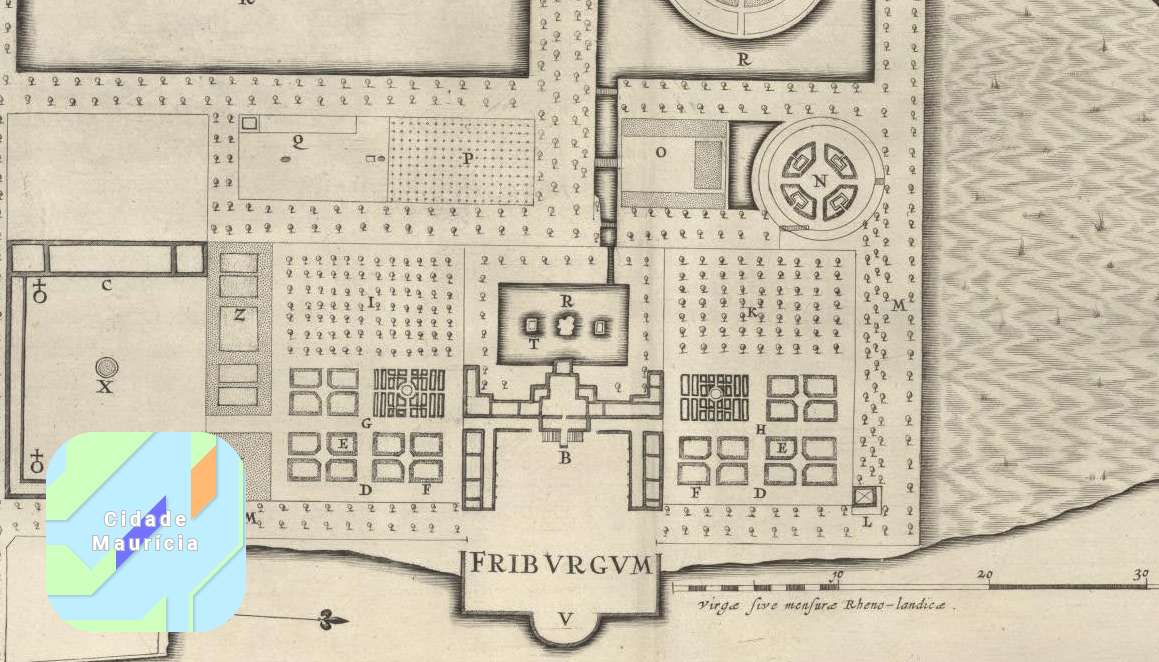 R
R
Q
P
O
N
C
Z
I
R
K
M
T
X
G
H
E
E
B
D
F
F
D
L
M
Cidade
Maurícia
FRIBVRGVM
V
10
20
30
Virgæ ſive menſuræ Rheno-landicæ.